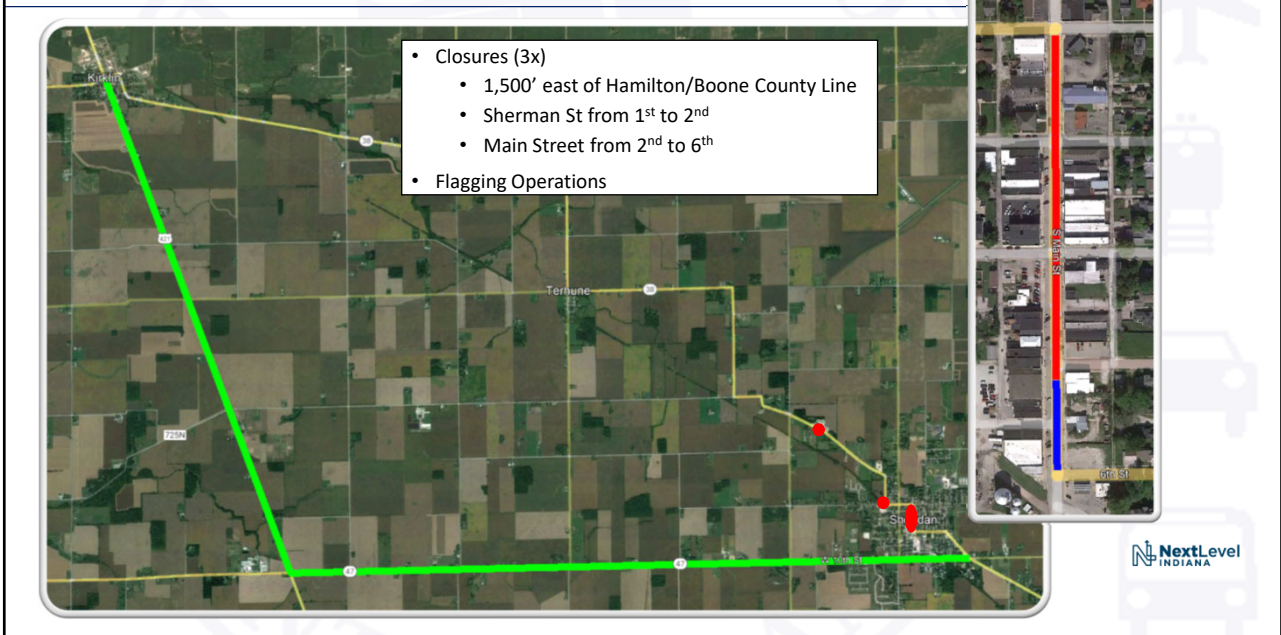 • Closures (3x)
• 1,500’ east of Hamilton/Boone County Line
• Sherman St from 1st to 2nd
• Main Street from 2nd to 6th
• Flagging Operations
Kirklin
38
421
Terhune
38
725N
Sheridan
47
47
S Main St
6th St
NextLevel
INDIANA